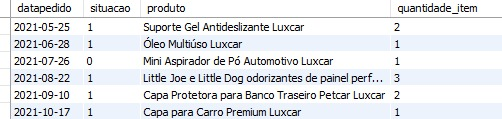 datapedido situacao produto quantidade_item
2021-05-25 1 Suporte Gel Antideslizante Luxcar 2
2021-06-28 1 Óleo Multiúso Luxcar 1
2021-07-26 0 Mini Aspirador de Pó Automotivo Luxcar 1
2021-08-22 1 Little Joe e Little Dog odorizantes de painel perf... 3
2021-09-10 1 Capa Protetora para Banco Traseiro Petcar Luxcar 2
2021-10-17 1 Capa para Carro Premium Luxcar 1